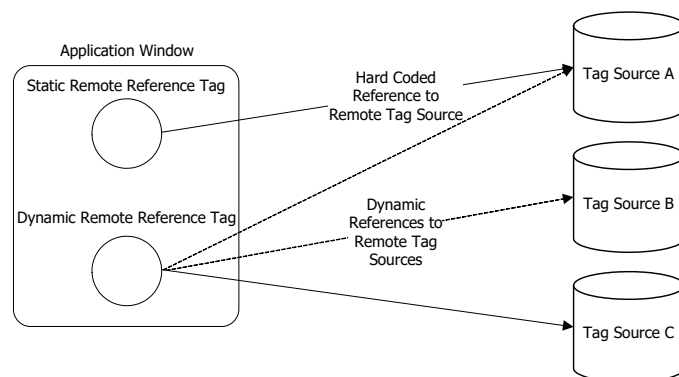 Application Window
Static Remote Reference Tag
Hard Coded
Reference to
Remote Tag Source
Tag Source A
Dynamic Remote Reference Tag
Dynamic
References to
Remote Tag
Sources
Tag Source B
Tag Source C